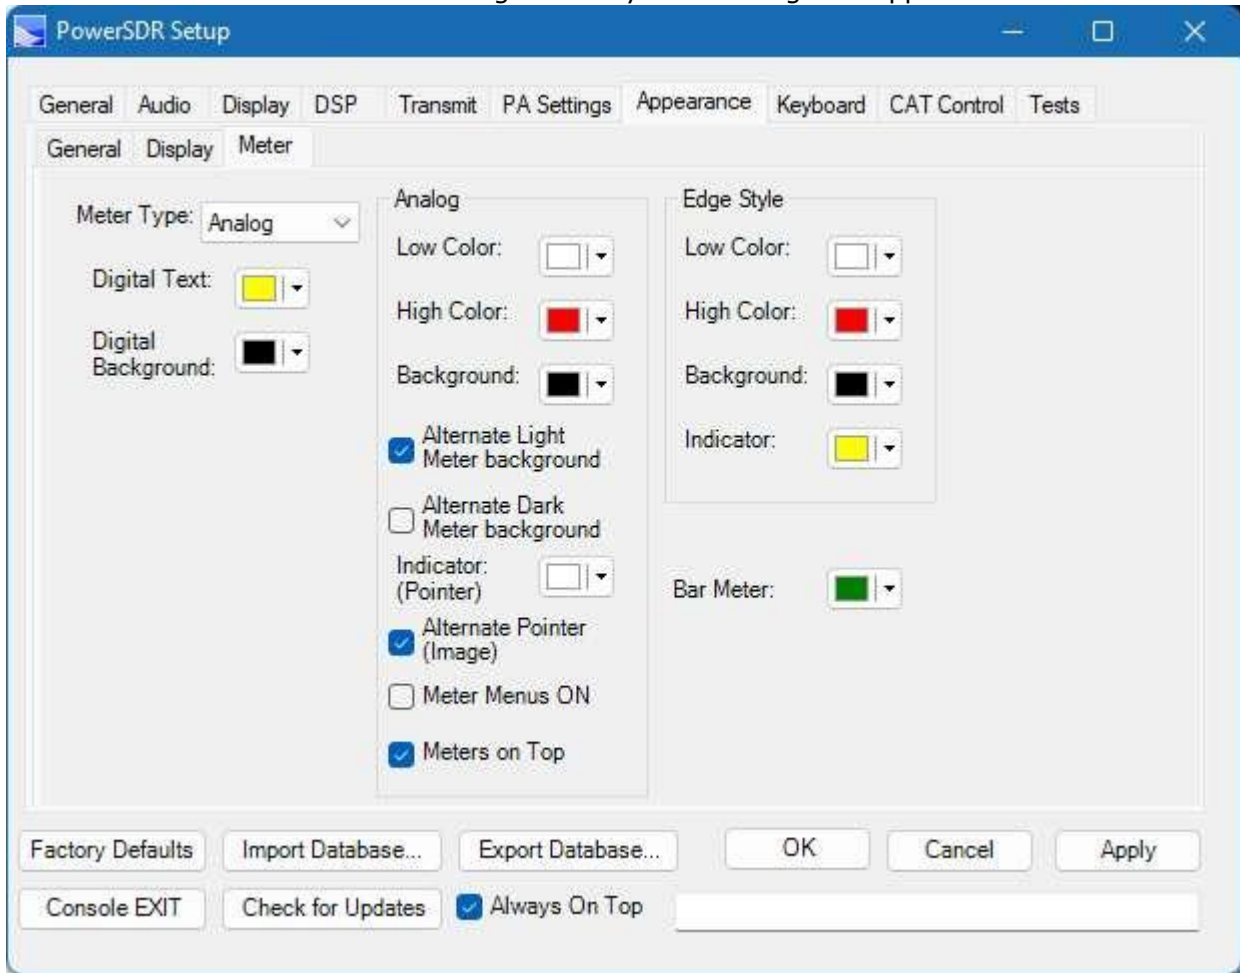 PowerSDR Setup
General Audio Display DSP Transmit PA Settings Appearance Keyboard CAT Control Tests
General Display Meter
Meter Type: Analog
Digital Text:
Digital
Background:
Analog
Low Color:
High Color:
Background:
Alternate Light
Meter background
Alternate Dark
Meter background
Indicator:
(Pointer)
Alternate Pointer
(Image)
Meter Menus ON
Meters on Top
Edge Style
Low Color:
High Color:
Background:
Indicator:
Bar Meter:
Factory Defaults Import Database... Export Database... OK Cancel Apply
Console EXIT Check for Updates Always On Top